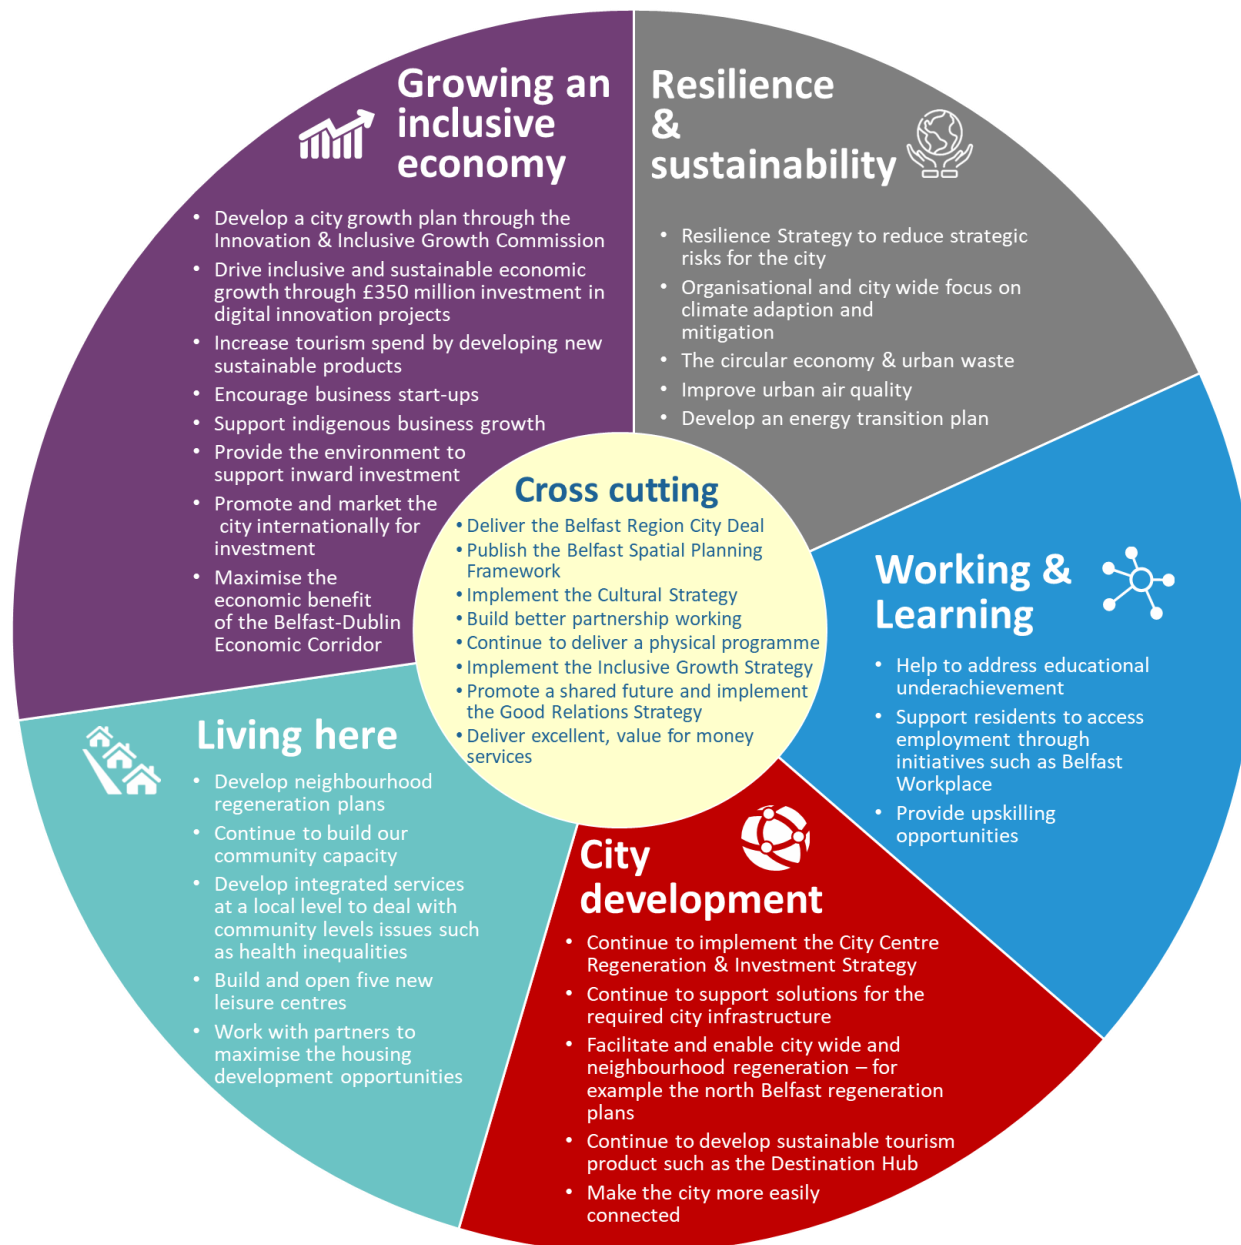 Growing an
inclusive
economy
• Develop a city growth plan through the
Innovation & Inclusive Growth Commission
• Drive inclusive and sustainable economic
growth through £350 million investment in
digital innovation projects
• Increase tourism spend by developing new
sustainable products
• Encourage business start-ups
• Support indigenous business growth
• Provide the environment to
support inward investment
• Promote and market the
city internationally for
investment
• Maximise the
economic benefit
of the Belfast-Dublin
Economic Corridor
Resilience
&
sustainability
• Resilience Strategy to reduce strategic
risks for the city
• Organisational and city wide focus on
climate adaption and
mitigation
• The circular economy & urban waste
• Improve urban air quality
• Develop an energy transition plan
Cross cutting
• Deliver the Belfast Region City Deal
• Publish the Belfast Spatial Planning
Framework
• Implement the Cultural Strategy
• Build better partnership working
• Continue to deliver a physical programme
• Implement the Inclusive Growth Strategy
• Promote a shared future and implement
the Good Relations Strategy
• Deliver excellent, value for money
services
Working &
Learning
• Help to address educational
underachievement
• Support residents to access
employment through
initiatives such as Belfast
Workplace
• Provide upskilling
opportunities
Living here
• Develop neighbourhood
regeneration plans
• Continue to build our
community capacity
• Develop integrated services
at a local level to deal with
community levels issues such
as health inequalities
• Build and open five new
leisure centres
• Work with partners to
maximise the housing
development opportunities
City
development
• Continue to implement the City Centre
Regeneration & Investment Strategy
• Continue to support solutions for the
required city infrastructure
• Facilitate and enable city wide and
neighbourhood regeneration – for
example the north Belfast regeneration
plans
• Continue to develop sustainable tourism
product such as the Destination Hub
• Make the city more easily
connected